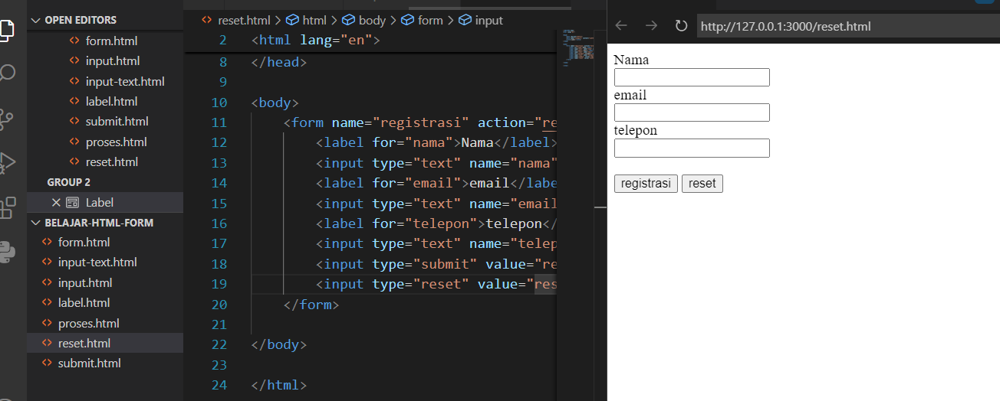 OPEN EDITORS
form.html
input.html
input-text.html
label.html
submit.html
proses.html
reset.html
GROUP 2
Label
BELAJAR-HTML-FORM
form.html
input-text.html
input.html
label.html
proses.html
reset.html
submit.html
reset.html > html > body > form > input
2 <html lang="en">
8 </head>
9
10 <body>
11 <form name="registrasi" action="re
12 <label for="nama">Nama</label>
13 <input type="text" name="nama"
14 <label for="email">email</labe
15 <input type="text" name="email
16 <label for="telepon">telepon</
17 <input type="text" name="telep
18 <input type="submit" value="re
19 <input type="reset" value="res
20 </form>
21
22 </body>
23
24 </html>
http://127.0.0.1:3000/reset.html
Nama
email
telepon
registrasi reset